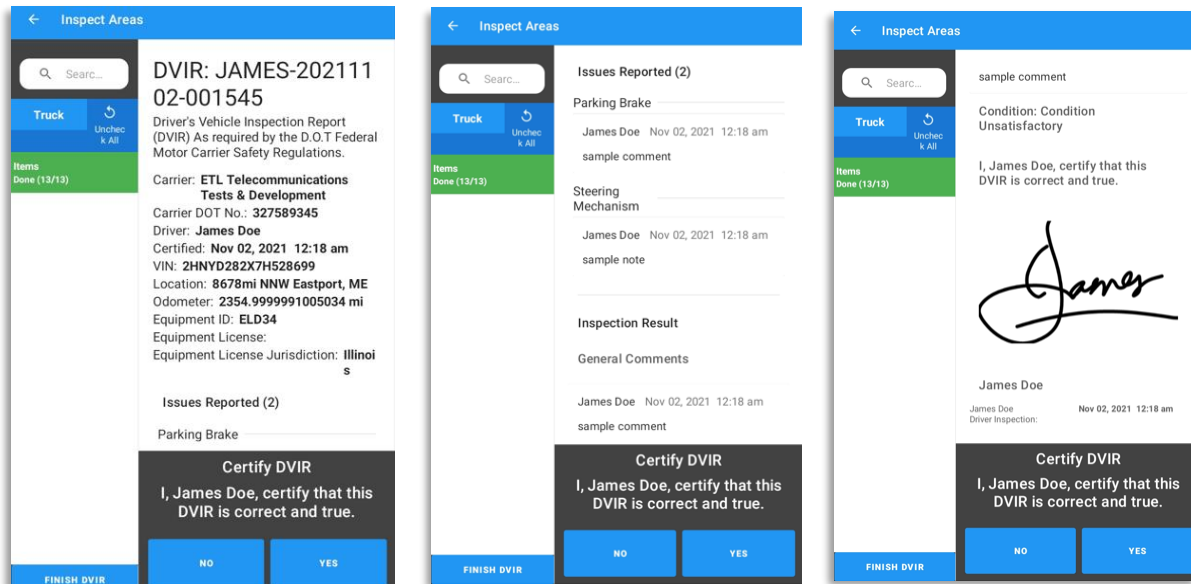 Inspect Areas
Searc...
Truck
Unchec
k All
Items
Done (13/13)
DVIR: JAMES-202111
02-001545
Driver's Vehicle Inspection Report
(DVIR) As required by the D.O.T Federal
Motor Carrier Safety Regulations.
Carrier: ETL Telecommunications
Tests & Development
Carrier DOT No.: 327589345
Driver: James Doe
Certified: Nov 02, 2021 12:18 am
VIN: 2HNYD282X7H528699
Location: 8678mi NNW Eastport, ME
Odometer: 2354.9999991005034 mi
Equipment ID: ELD34
Equipment License:
Equipment License Jurisdiction: Illinoi
s
Issues Reported (2)
Parking Brake
Certify DVIR
I, James Doe, certify that this
DVIR is correct and true.
NO YES
FINISH DVIR
Inspect Areas
Searc...
Truck
Unchec
k All
Items
Done (13/13)
Issues Reported (2)
Parking Brake
James Doe Nov 02, 2021 12:18 am
sample comment
Steering
Mechanism
James Doe Nov 02, 2021 12:18 am
sample note
Inspection Result
General Comments
James Doe Nov 02, 2021 12:18 am
sample comment
Certify DVIR
I, James Doe, certify that this
DVIR is correct and true.
NO YES
FINISH DVIR
Inspect Areas
Searc...
Truck
Unchec
k All
Items
Done (13/13)
sample comment
Condition: Condition
Unsatisfactory
I, James Doe, certify that this
DVIR is correct and true.
James
James Doe
James Doe Nov 02, 2021 12:18 am
Driver Inspection:
Certify DVIR
I, James Doe, certify that this
DVIR is correct and true.
NO YES
FINISH DVIR